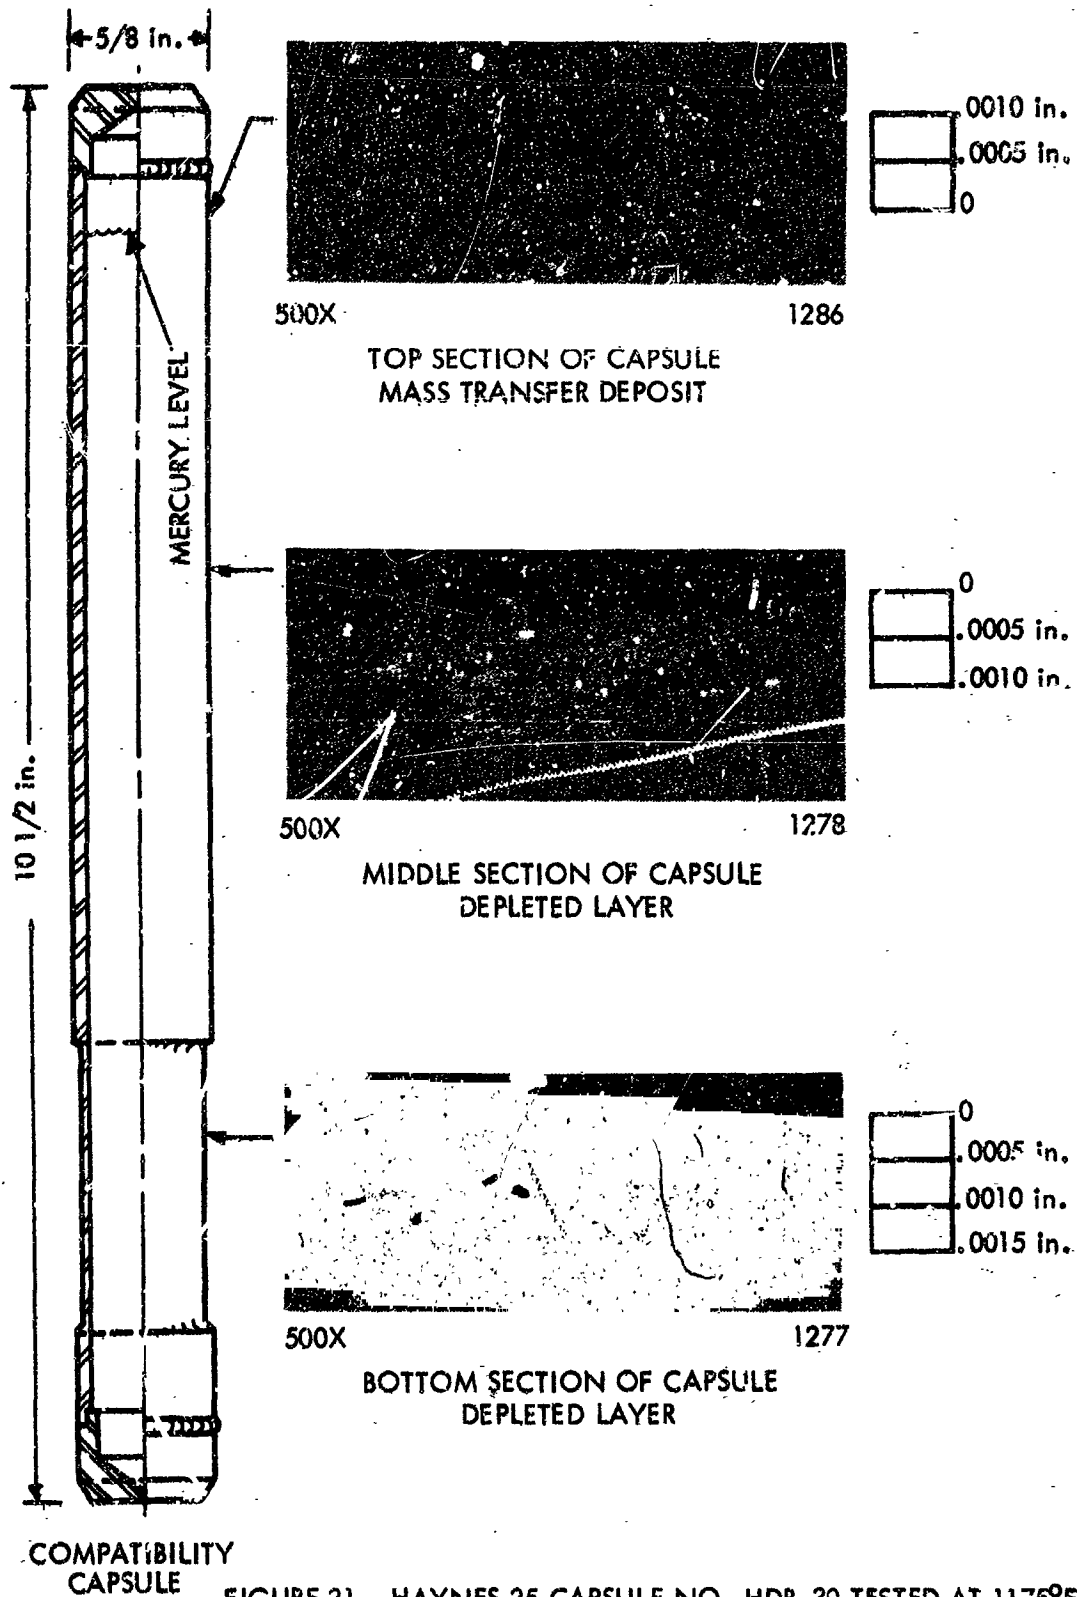 5/8 in.
.0010 in.
.0005 in.
0
500X
1286
TOP SECTION OF CAPSULE
MASS TRANSFER DEPOSIT
MERCURY LEVEL
0
.0005 in.
.0010 in.
10 1/2 in.
500X
1278
MIDDLE SECTION OF CAPSULE
DEPLETED LAYER
0
.0005 in.
.0010 in.
.0015 in.
500X
1277
BOTTOM SECTION OF CAPSULE
DEPLETED LAYER
COMPATIBILITY
CAPSULE
HAYNES 25 CAPSULE NO. TESTED AT